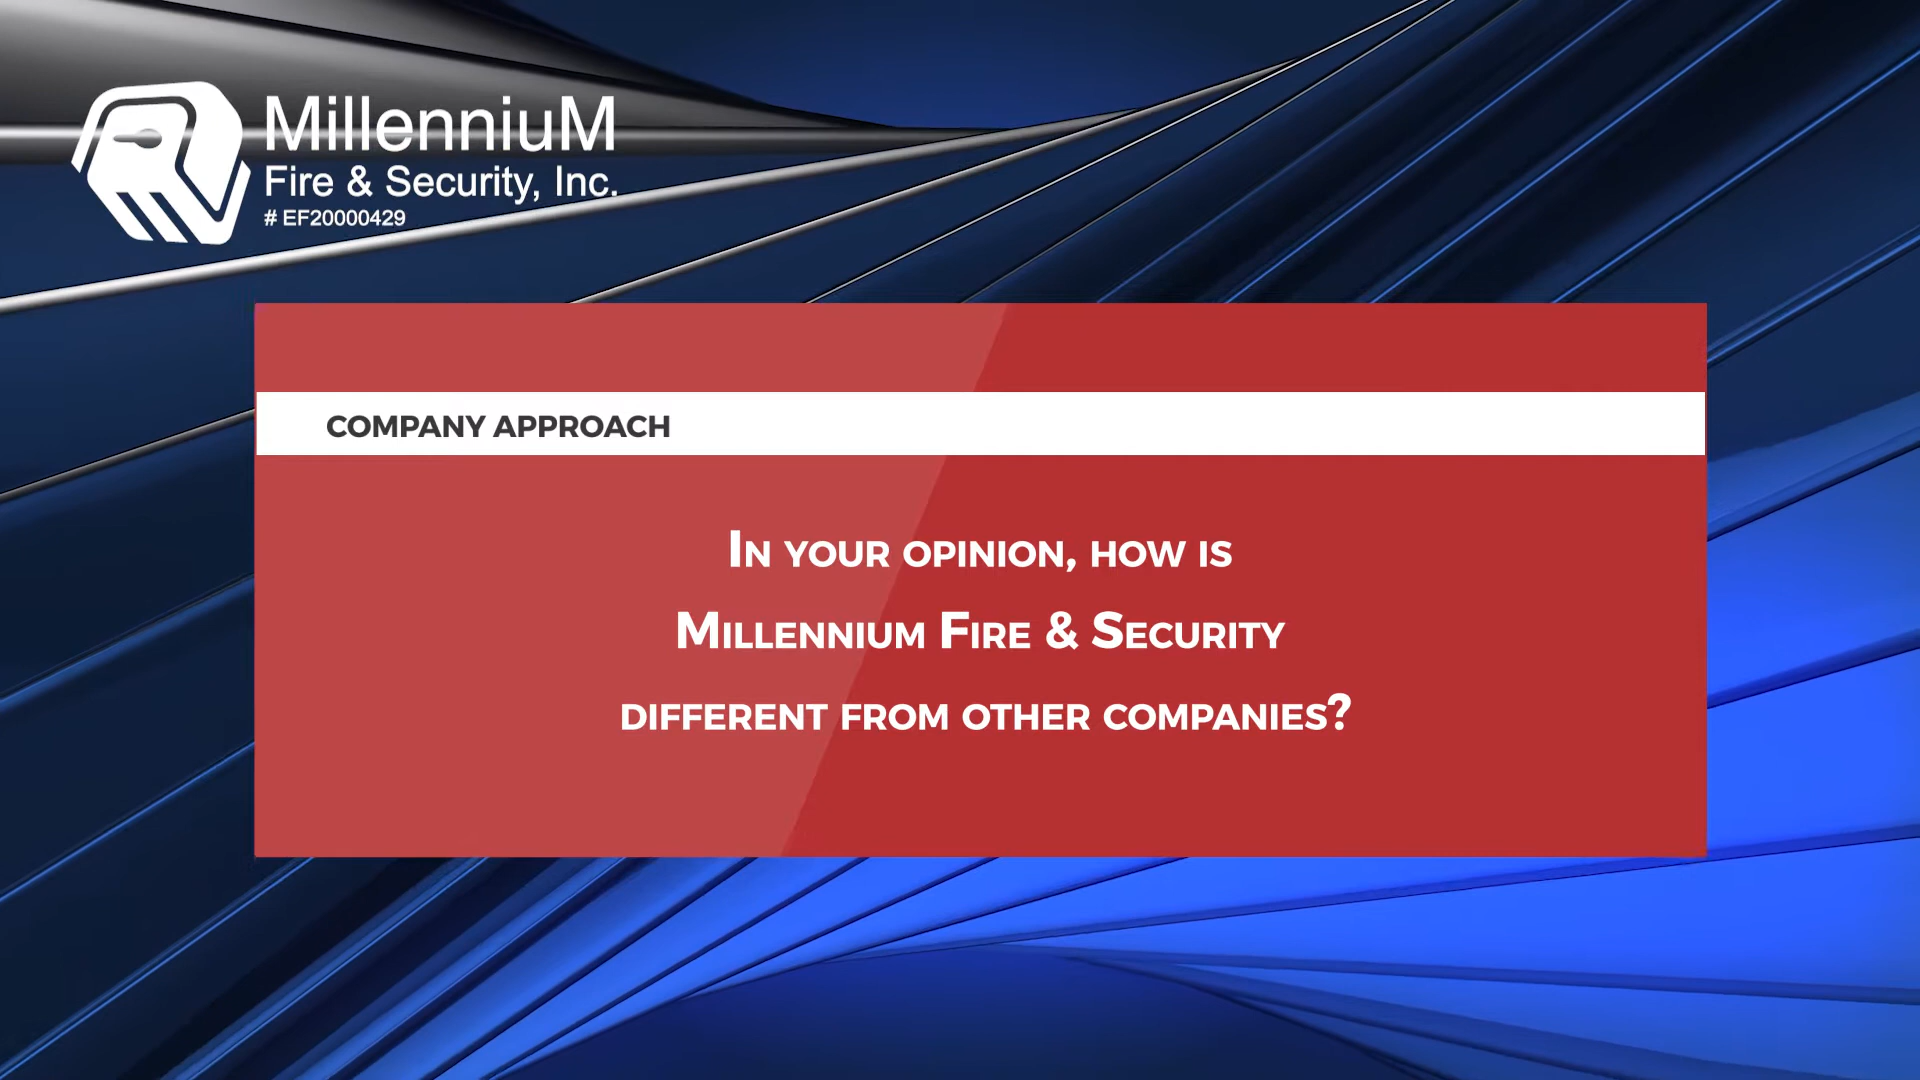 MillenniuM
Fire & Security, Inc.
# EF20000429
COMPANY APPROACH
In your opinion, how is
Millennium Fire & Security
different from other companies?